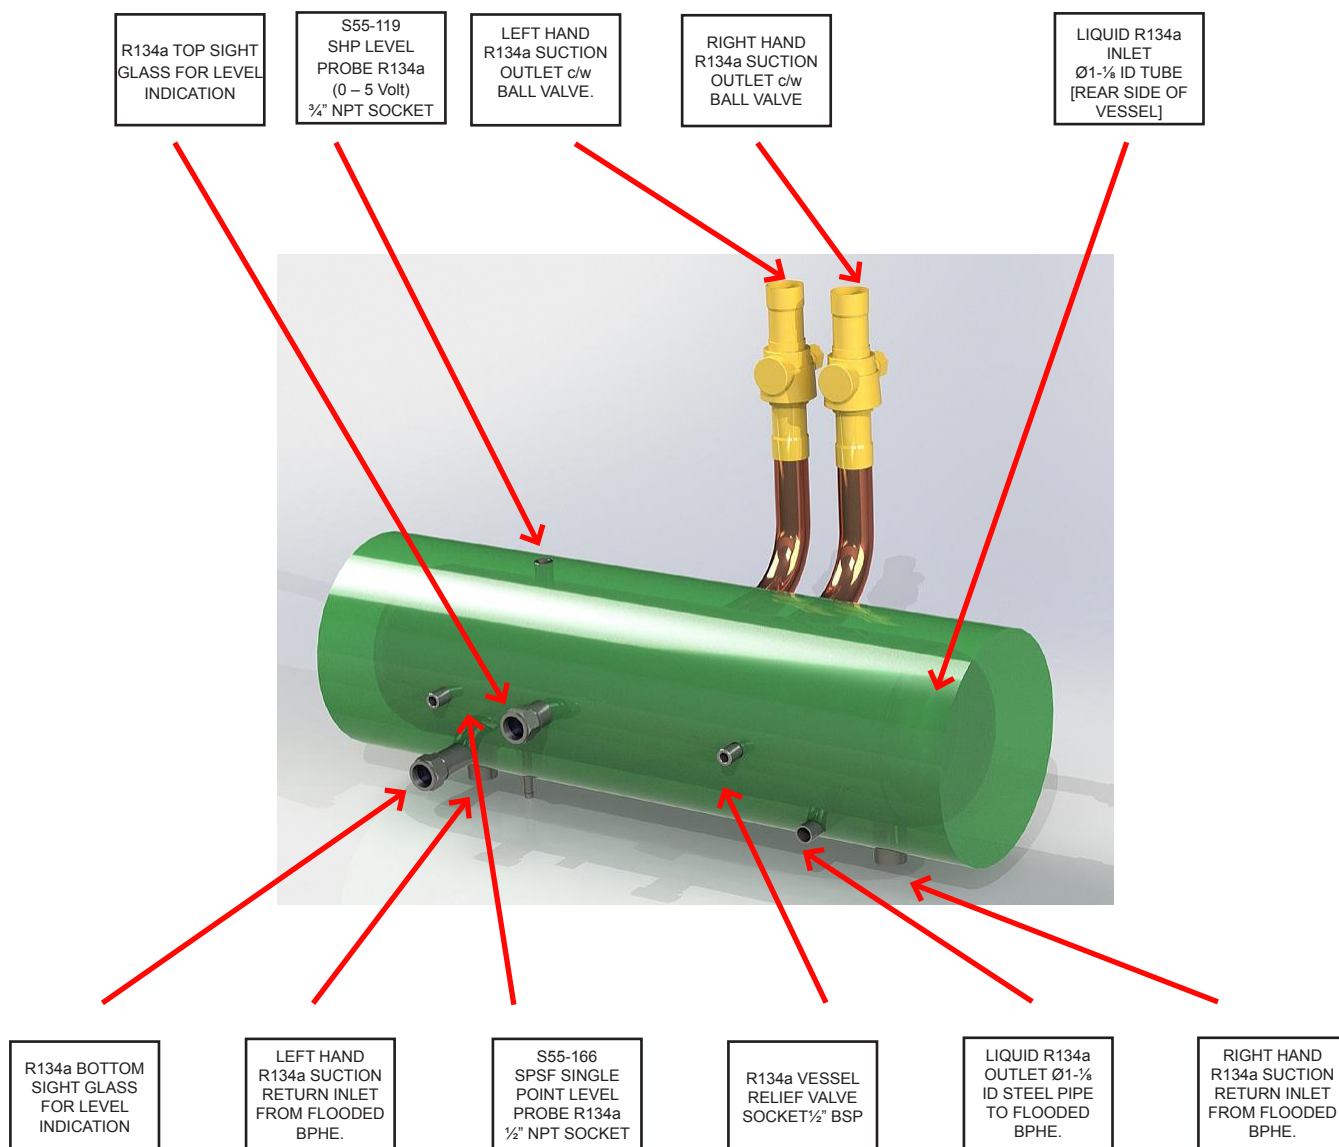 R134a TOP SIGHT
GLASS FOR LEVEL
INDICATION
S55-119
SHP LEVEL
PROBE R134a
(0 – 5 Volt)
¾” NPT SOCKET
LEFT HAND
R134a SUCTION
OUTLET c/w
BALL VALVE.
RIGHT HAND
R134a SUCTION
OUTLET c/w
BALL VALVE
LIQUID R134a
INLET
Ø1-⅛ ID TUBE
[REAR SIDE OF
VESSEL]
R134a BOTTOM
SIGHT GLASS
FOR LEVEL
INDICATION
LEFT HAND
R134a SUCTION
RETURN INLET
FROM FLOODED
BPHE.
S55-166
SPSF SINGLE
POINT LEVEL
PROBE R134a
½” NPT SOCKET
R134a VESSEL
RELIEF VALVE
SOCKET½” BSP
LIQUID R134a
OUTLET Ø1-⅛
ID STEEL PIPE
TO FLOODED
BPHE.
RIGHT HAND
R134a SUCTION
RETURN INLET
FROM FLOODED
BPHE.